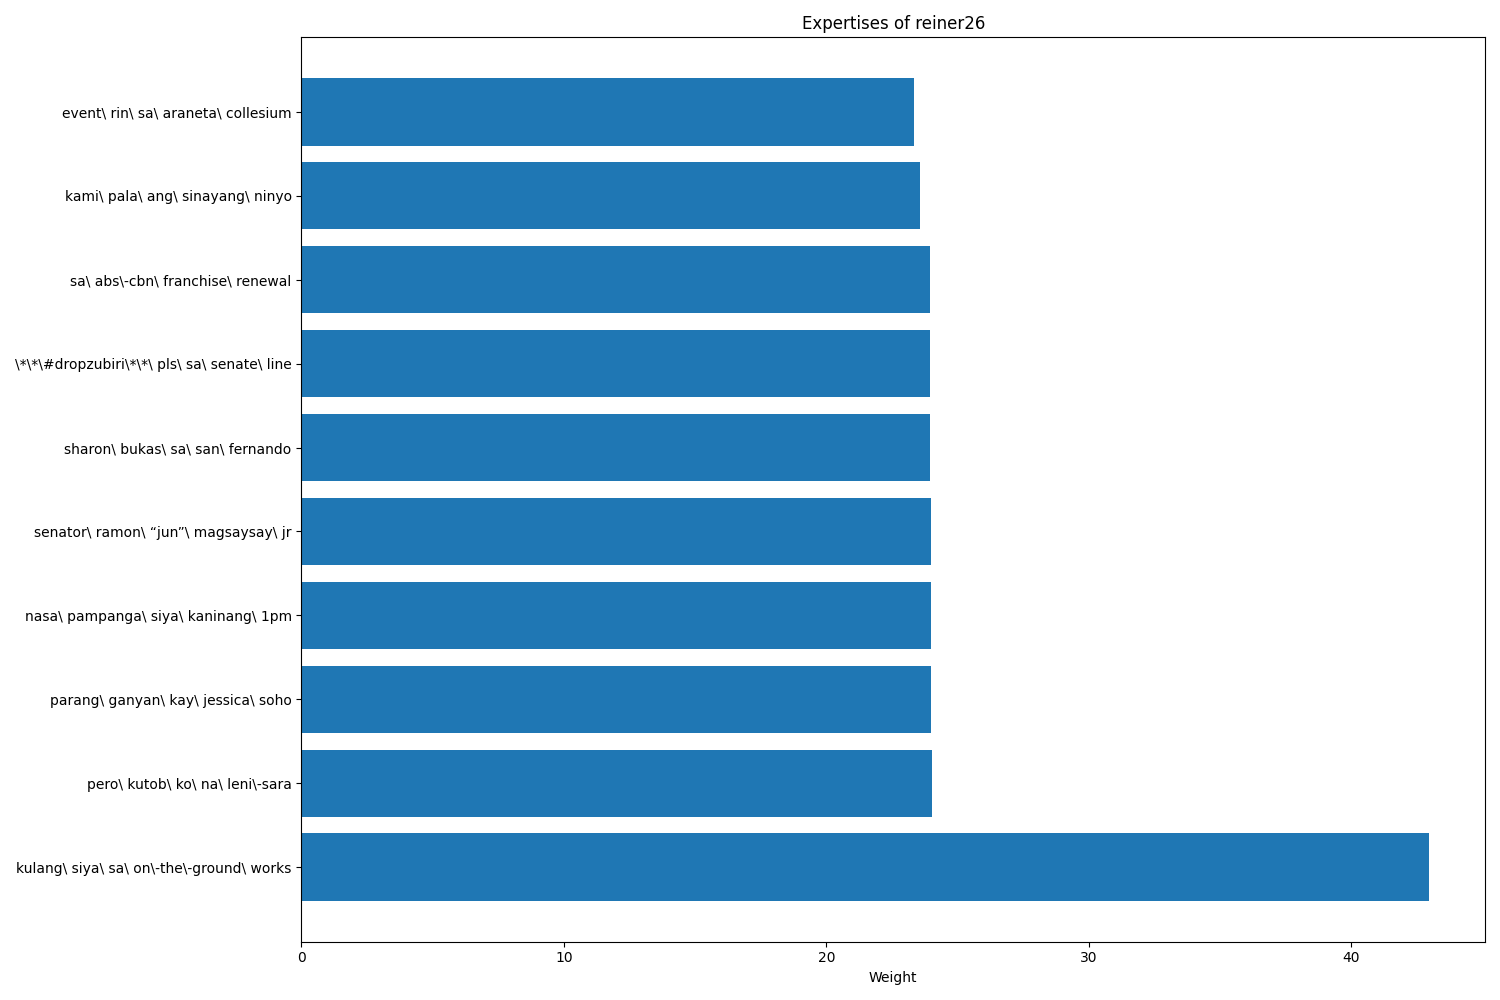 Expertises of reiner26
event\ rin\ sa\ araneta\ collesium
kami\ pala\ ang\ sinayang\ ninyo
sa\ abs\-cbn\ franchise\ renewal
\*\*\#dropzubiri\*\*\ pls\ sa\ senate\ line
sharon\ bukas\ sa\ san\ fernando
senator\ ramon\ “jun”\ magsaysay\ jr
nasa\ pampanga\ siya\ kaninang\ 1pm
parang\ ganyan\ kay\ jessica\ soho
pero\ kutob\ ko\ na\ leni\-sara
kulang\ siya\ sa\ on\-the\-ground\ works
0 10 20 30 40
Weight